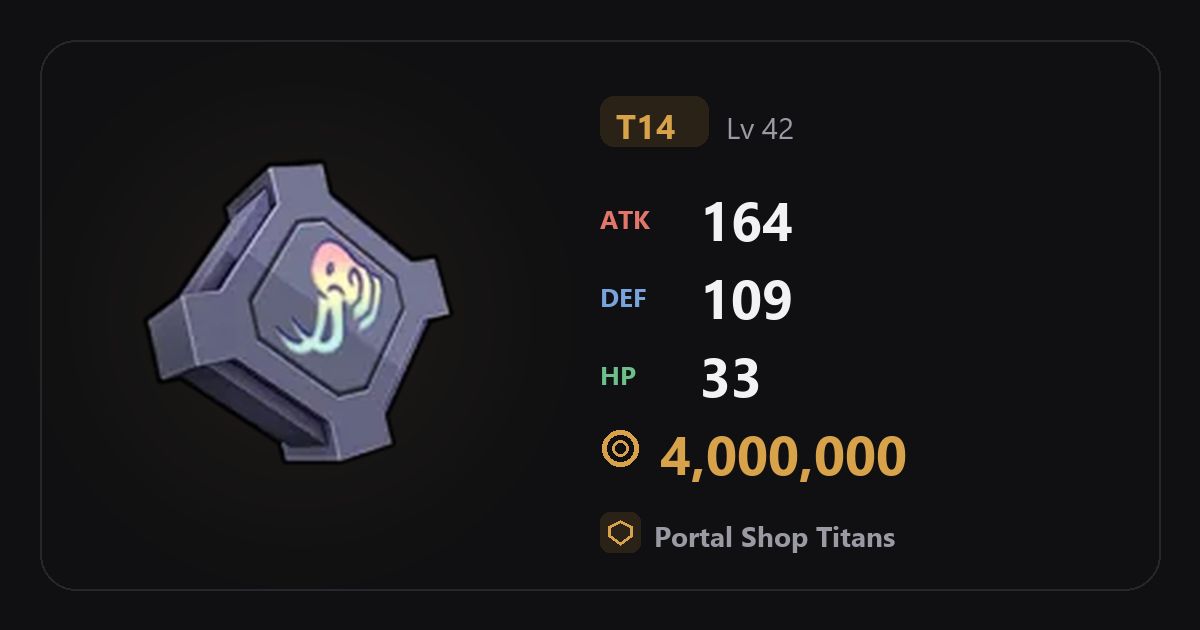 T14 Lv 42
ATK 164
DEF 109
HP 33
4,000,000
Portal Shop Titans